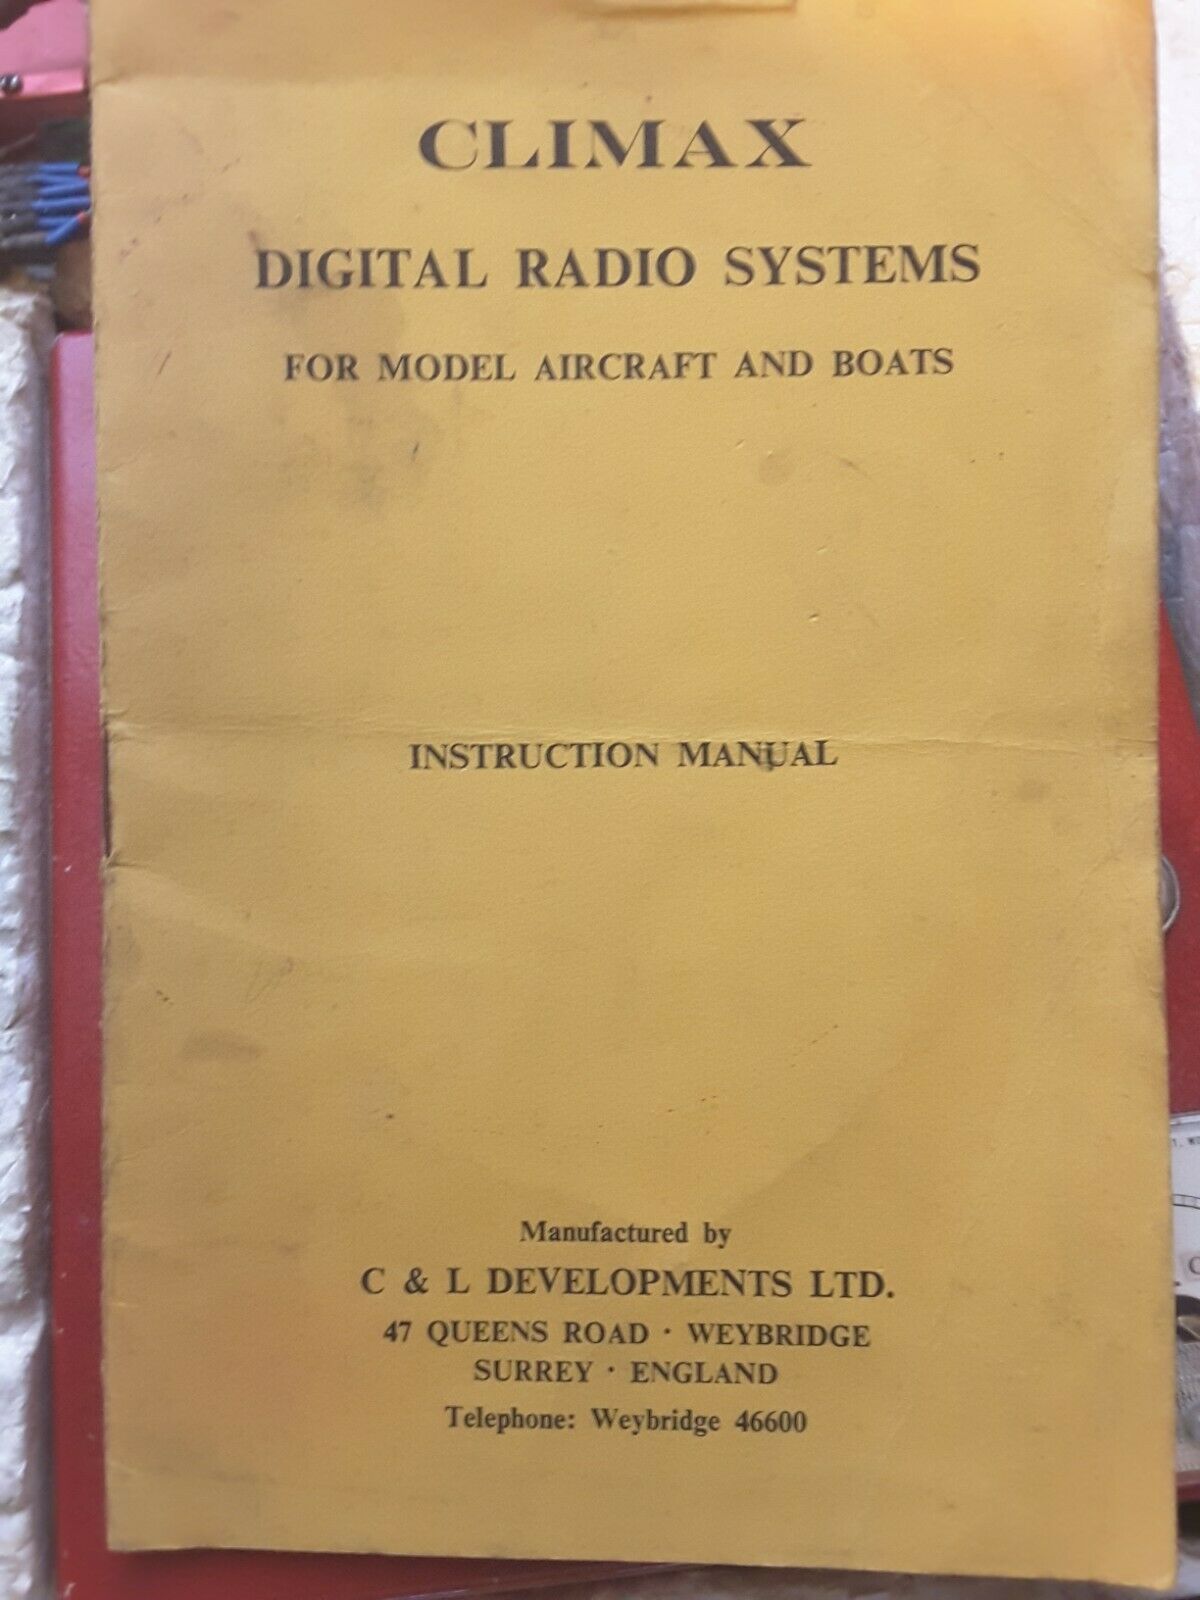 CLIMAX
DIGITAL RADIO SYSTEMS
FOR MODEL AIRCRAFT AND BOATS
INSTRUCTION MANUAL
Manufactured by
C & L DEVELOPMENTS LTD.
47 QUEENS ROAD · WEYBRIDGE
SURREY · ENGLAND
Telephone: Weybridge 46600